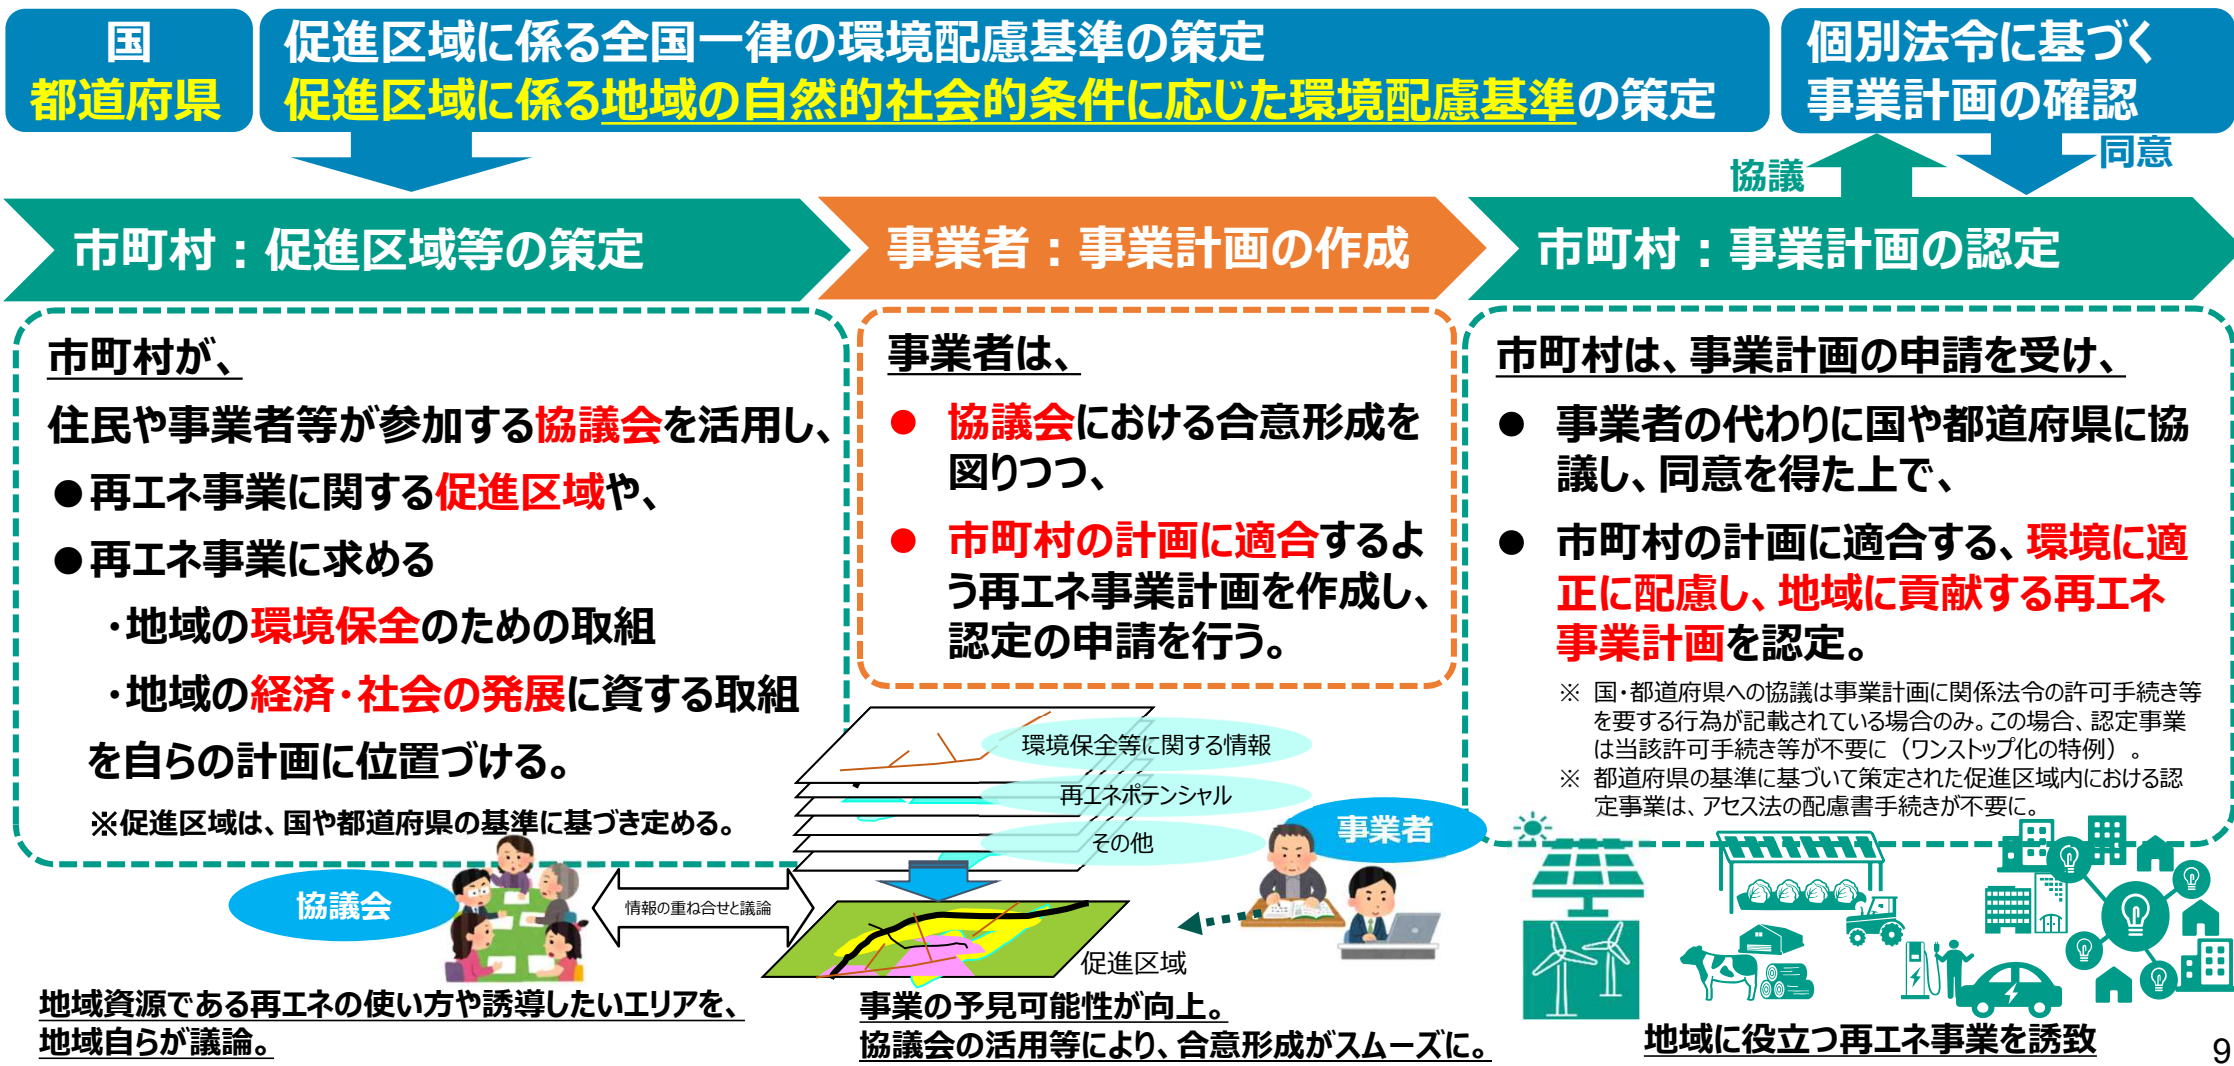 国
都道府県
促進区域に係る全国一律の環境配慮基準の策定
促進区域に係る地域の自然的社会的条件に応じた環境配慮基準の策定
個別法令に基づく
事業計画の確認
協議
同意
市町村：促進区域等の策定
事業者：事業計画の作成
市町村：事業計画の認定
市町村が、
住民や事業者等が参加する協議会を活用し、
●再エネ事業に関する促進区域や、
●再エネ事業に求める
・地域の環境保全のための取組
・地域の経済・社会の発展に資する取組
を自らの計画に位置づける。
※促進区域は、国や都道府県の基準に基づき定める。
事業者は、
● 協議会における合意形成を
図りつつ、
● 市町村の計画に適合するよ
う再エネ事業計画を作成し、
認定の申請を行う。
市町村は、事業計画の申請を受け、
● 事業者の代わりに国や都道府県に協
議し、同意を得た上で、
● 市町村の計画に適合する、環境に適
正に配慮し、地域に貢献する再エネ
事業計画を認定。
※ 国・都道府県への協議は事業計画に関係法令の許可手続き等
を要する行為が記載されている場合のみ。この場合、認定事業
は当該許可手続き等が不要に（ワンストップ化の特例）。
※ 都道府県の基準に基づいて策定された促進区域内における認
定事業は、アセス法の配慮書手続きが不要に。
環境保全等に関する情報
再エネポテンシャル
その他
事業者
協議会
情報の重ね合せと議論
促進区域
地域資源である再エネの使い方や誘導したいエリアを、
地域自らが議論。
事業の予見可能性が向上。
協議会の活用等により、合意形成がスムーズに。
地域に役立つ再エネ事業を誘致
9